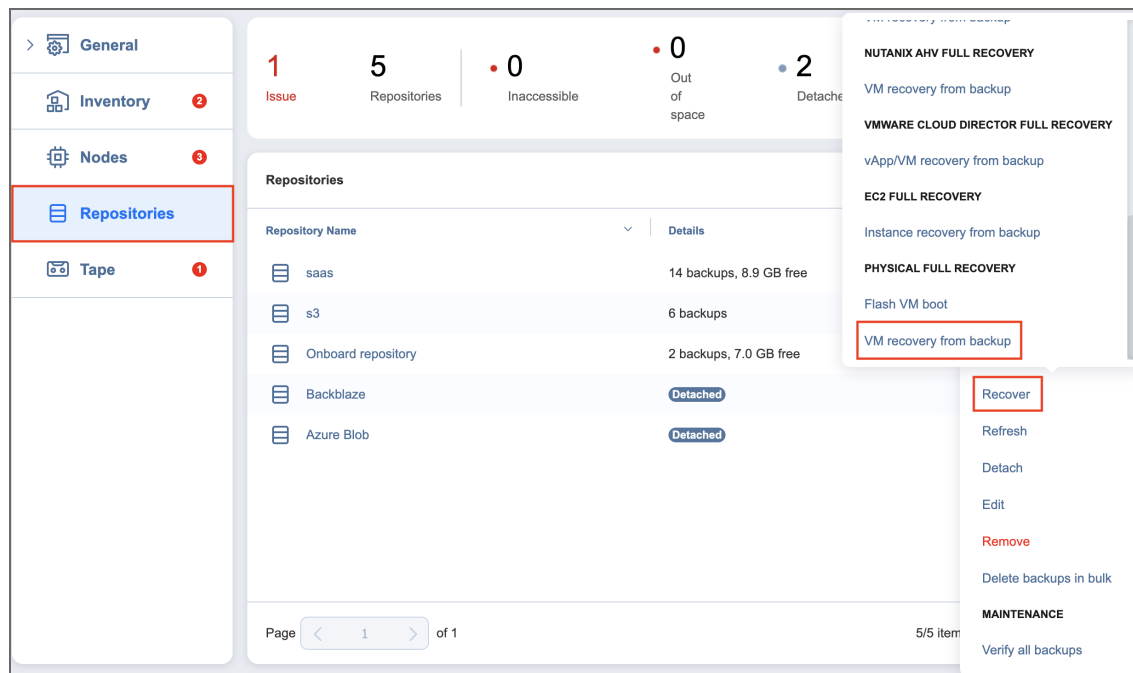 General
Inventory
2
Nodes
3
Repositories
Tape
1
1
Issue
5
Repositories
0
Inaccessible
0
Out
of
space
2
Detache
Repositories
Repository Name
Details
saas
14 backups, 8.9 GB free
s3
6 backups
Onboard repository
2 backups, 7.0 GB free
Backblaze
Detached
Azure Blob
Detached
Page
1
of 1
5/5 item
VM recovery from backup
NUTANIX AHV FULL RECOVERY
VM recovery from backup
VMWARE CLOUD DIRECTOR FULL RECOVERY
vApp/VM recovery from backup
EC2 FULL RECOVERY
Instance recovery from backup
PHYSICAL FULL RECOVERY
Flash VM boot
VM recovery from backup
Recover
Refresh
Detach
Edit
Remove
Delete backups in bulk
MAINTENANCE
Verify all backups